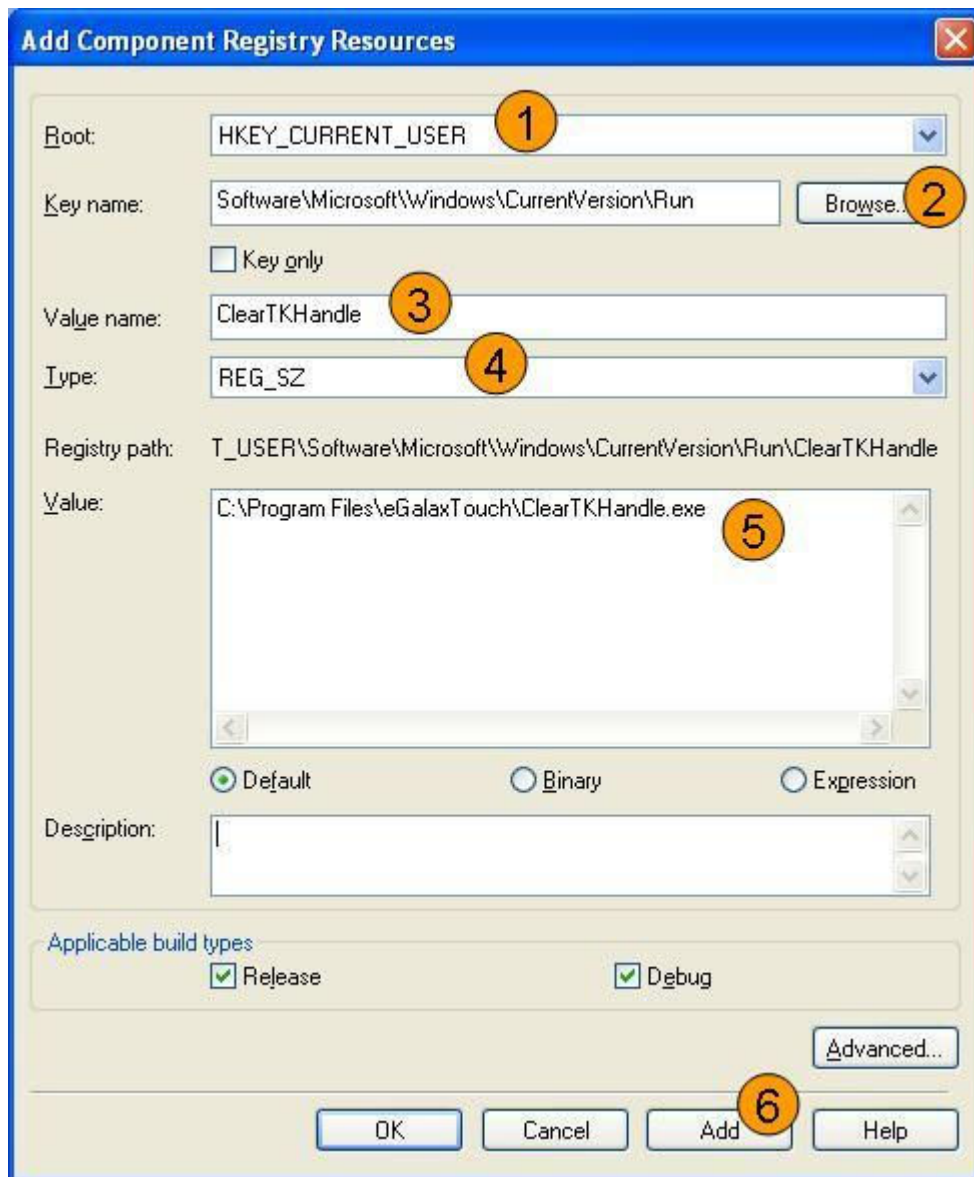 Add Component Registry Resources
Root: HKEY_CURRENT_USER 1
Key name: Software\Microsoft\\Windows\CurrentVersion\Run Browse.. 2
Key only
Value name: ClearTKHandle 3
Type: REG_SZ 4
Registry path: T_USER\Software\Microsoft\\Windows\CurrentVersion\Run\ClearTKHandle
Value: C:\Program Files\eGalaxTouch\ClearTKHandle.exe 5
Default Binary Expression
Description:
Applicable build types
Release Debug
Advanced...
OK Cancel Add 6 Help